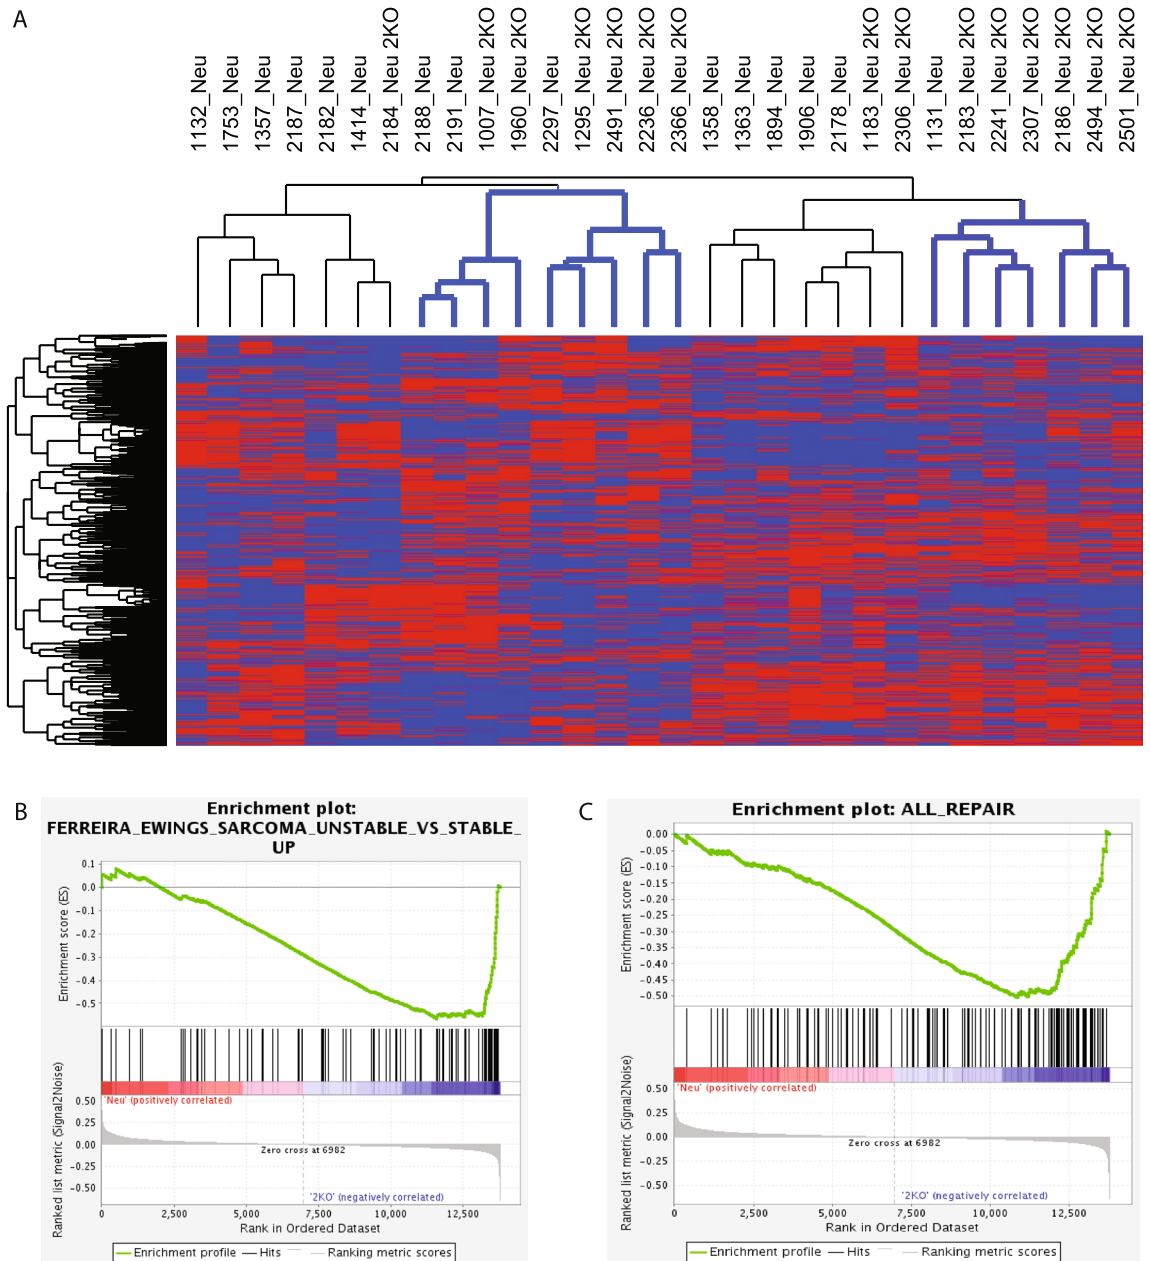 A
1132_Neu
1753_Neu
1357_Neu
2187_Neu
2182_Neu
1414_Neu
2184_Neu 2KO
2188_Neu
2191_Neu
1007_Neu 2KO
1960_Neu 2KO
2297_Neu
1295_Neu 2KO
2491_Neu 2KO
2236_Neu 2KO
2366_Neu 2KO
1358_Neu
1363_Neu
1894_Neu
1906_Neu
2178_Neu
1183_Neu 2KO
2306_Neu 2KO
1131_Neu
2183_Neu 2KO
2241_Neu 2KO
2307_Neu 2KO
2186_Neu 2KO
2494_Neu 2KO
2501_Neu 2KO
B
Enrichment plot:
FERREIRA_EWINGS_SARCOMA_UNSTABLE_VS_STABLE_
UP
Enrichment score (ES)
0.1
0.0
-0.1
-0.2
-0.3
-0.4
-0.5
'Neu' (positively correlated)
Ranked list metric (Signal2Noise)
0.50
0.25
0.00
-0.25
-0.50
Zero cross at 6982
'2KO' (negatively correlated)
0
2,500
5,000
7,500
10,000
12,500
Rank in Ordered Dataset
Enrichment profile
Hits
Ranking metric scores
C
Enrichment plot: ALL_REPAIR
Enrichment score (ES)
0.00
-0.05
-0.10
-0.15
-0.20
-0.25
-0.30
-0.35
-0.40
-0.45
-0.50
'Neu' (positively correlated)
Ranked list metric (Signal2Noise)
0.50
0.25
0.00
-0.25
-0.50
Zero cross at 6982
'2KO' (negatively correlated)
0
2,500
5,000
7,500
10,000
12,500
Rank in Ordered Dataset
Enrichment profile
Hits
Ranking metric scores